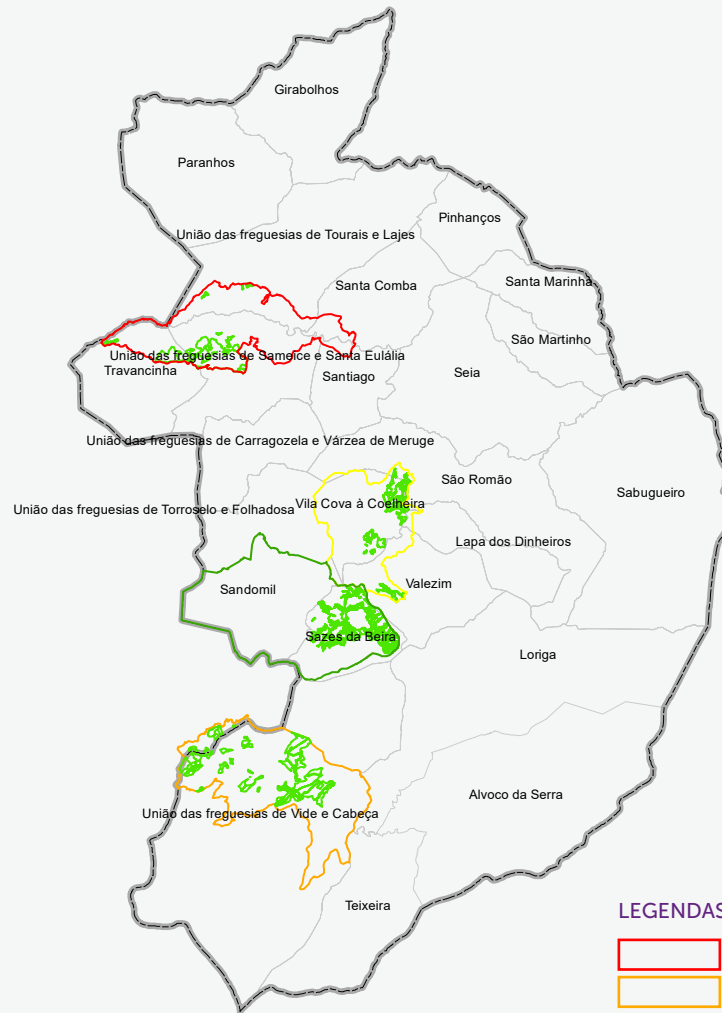 Girabolhos
Paranhos
Pinhanços
União das freguesias de Tourais e Lajes
Santa Marinha
Santa Comba
São Martinho
União das freguesias de Sameice e Santa Eulália
Travancinha
Santiago
Seia
União das freguesias de Carragozela e Várzea de Meruge
São Romão
Sabugueiro
Vila Cova à Coelheira
União das freguesias de Torroselo e Folhadosa
Lapa dos Dinheiros
Valezim
Sandomil
Sazes da Beira
Loriga
Alvoco da Serra
União das freguesias de Vide e Cabeça
Teixeira
LEGENDAS